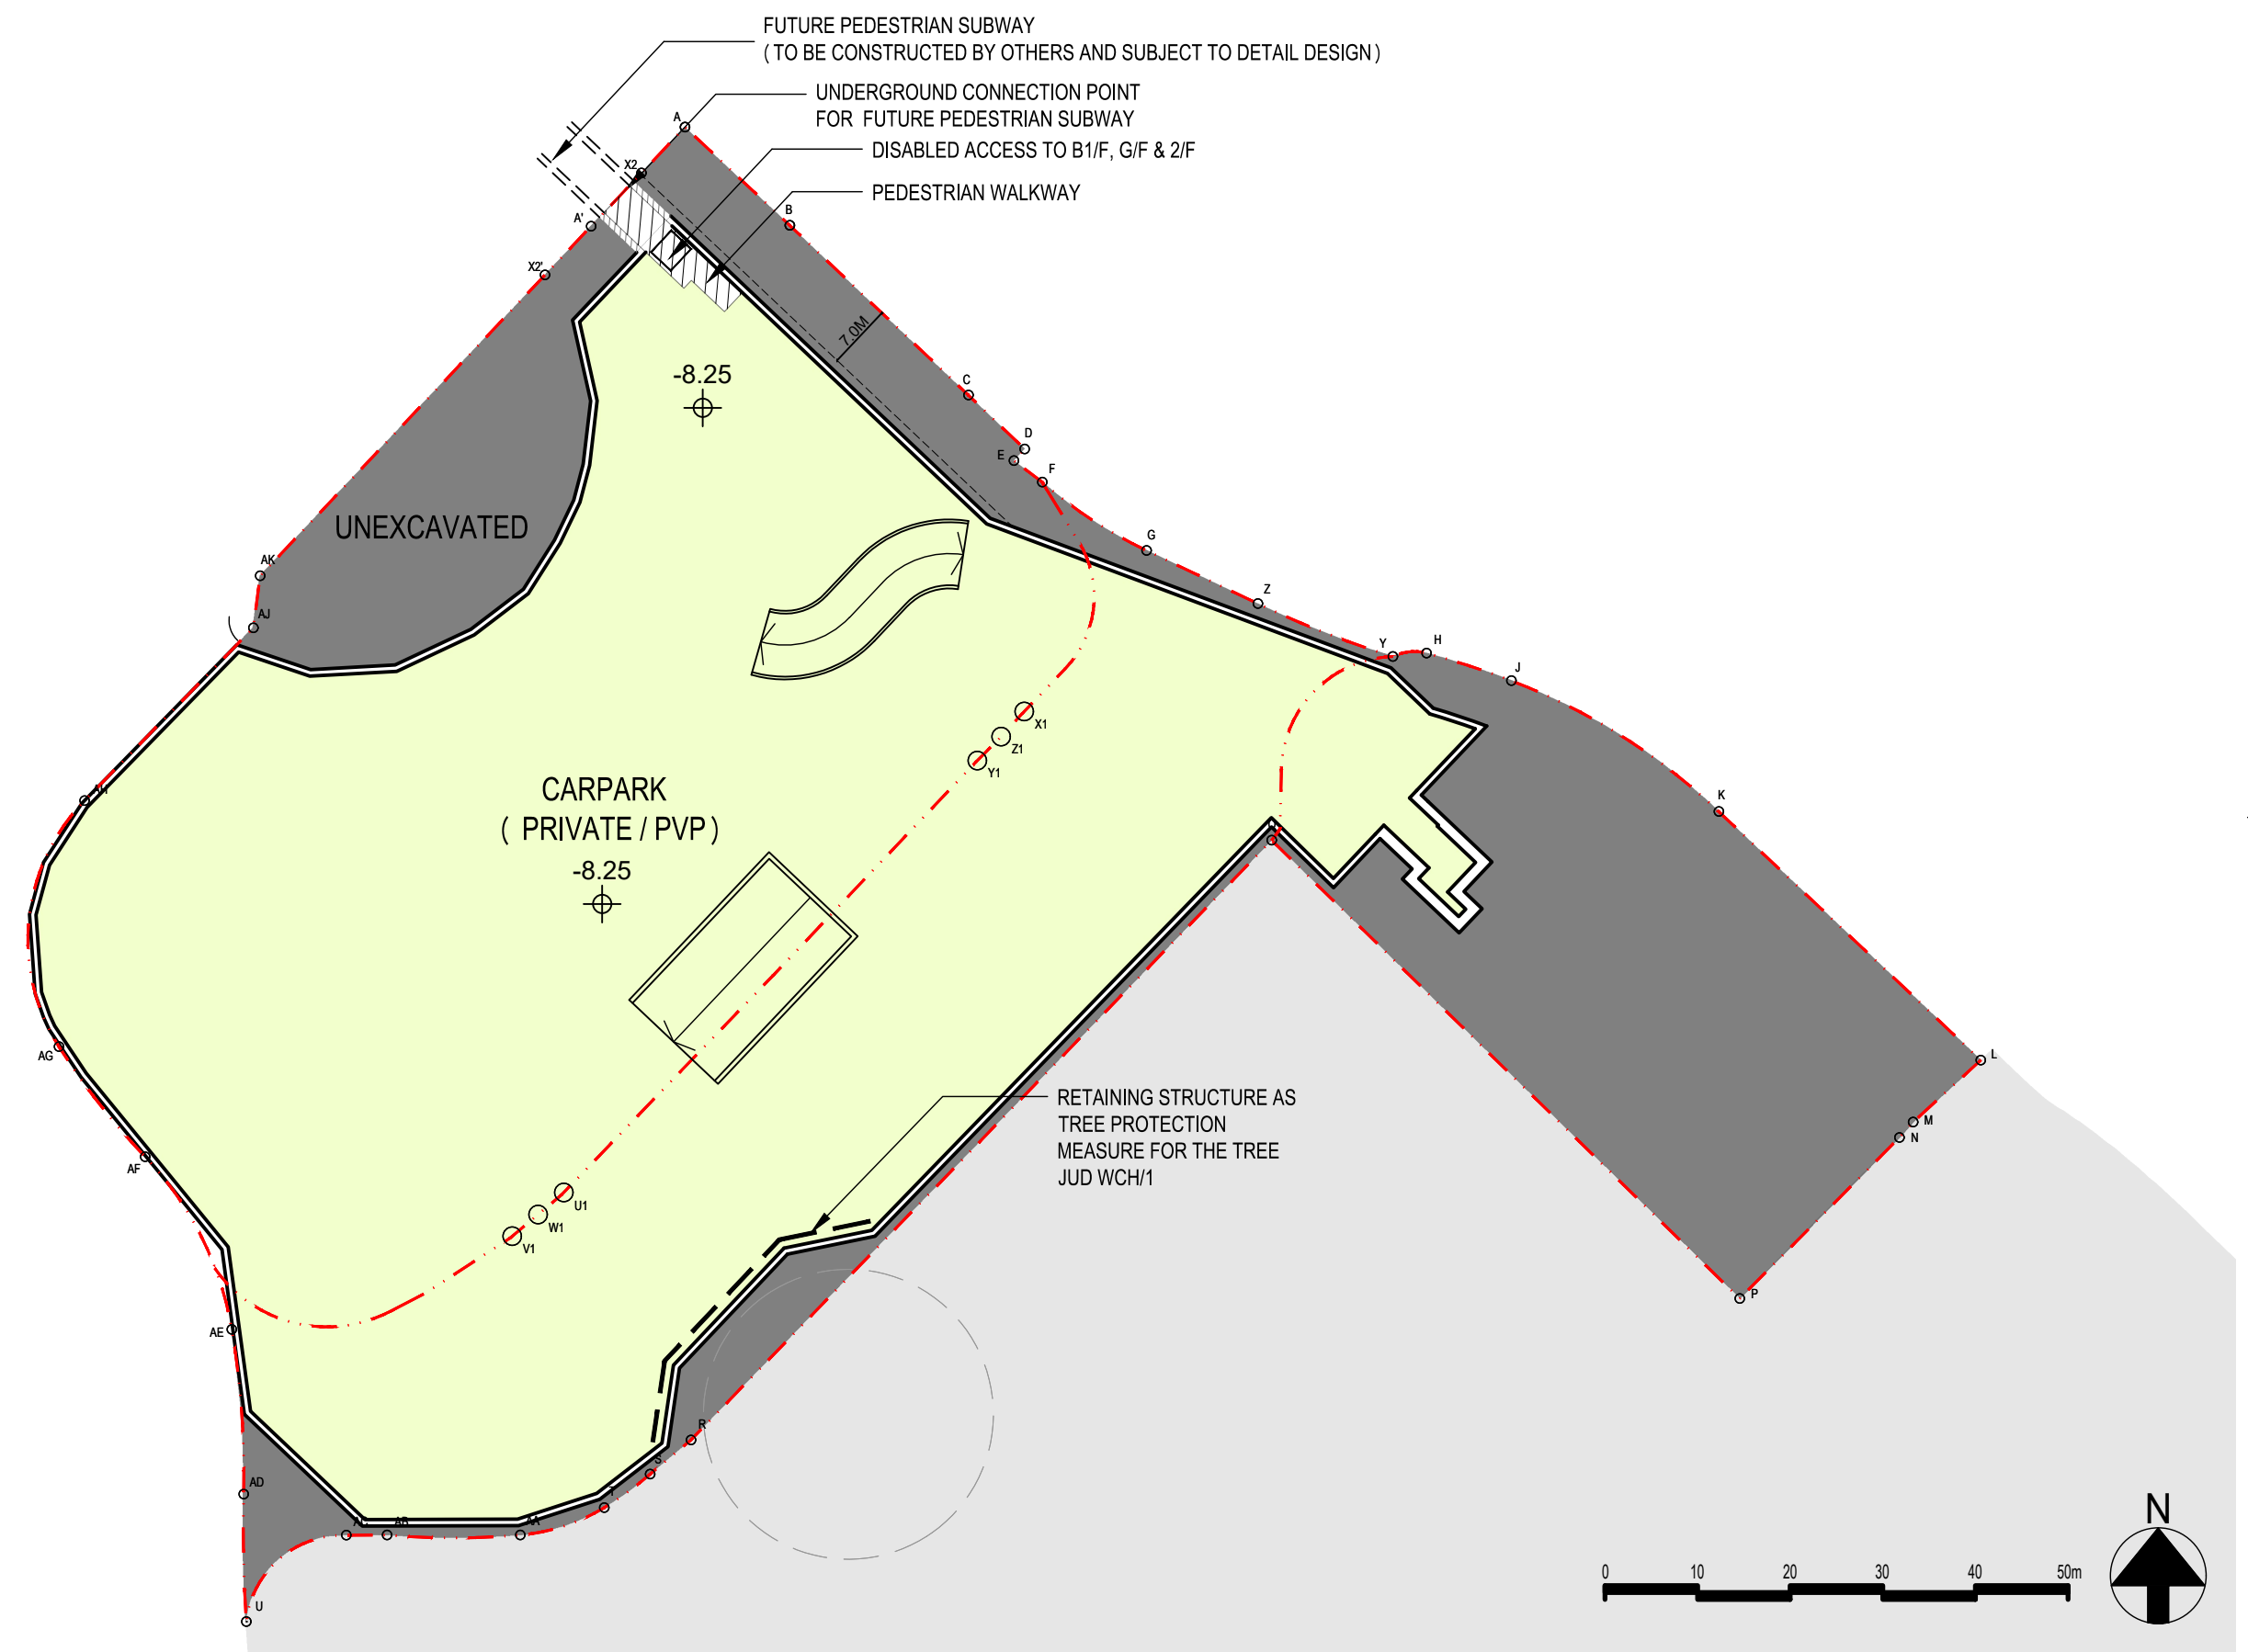 FUTURE PEDESTRIAN SUBWAY
( TO BE CONSTRUCTED BY OTHERS AND SUBJECT TO DETAIL DESIGN )
UNDERGROUND CONNECTION POINT
FOR FUTURE PEDESTRIAN SUBWAY
DISABLED ACCESS TO B1/F, G/F & 2/F
PEDESTRIAN WALKWAY
A
X2
A'
B
X2'
7.0M
-8.25
C
D
E
F
UNEXCAVATED
G
AK
Z
AJ
Y
H
J
X1
Z1
Y1
CARPARK
( PRIVATE / PVP )
-8.25
AH
K
AG
L
RETAINING STRUCTURE AS
TREE PROTECTION
MEASURE FOR THE TREE
JUD WCH/1
M
N
AF
U1
W1
V1
P
AE
R
S
AD
T
AC
AB
AA
U
N
0 10 20 30 40 50m